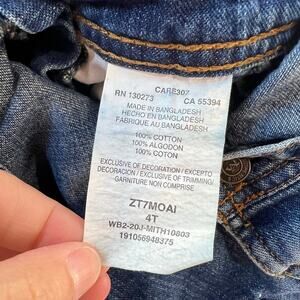 CARE307
RN 130273 CA 55394
MADE IN BANGLADESH
HECHO EN BANGLADESH
FABRIQUE AU BANGLADESH
100% COTTON
100% ALGODON
100% COTON
EXCLUSIVE OF DECORATION / EXCEPTO
DECORACION / EXCLUSIVE OF TRIMMING/
GARNITURE NON COMPRISE
ZT7MOAI
4T
WB2-20J-MITH10803
191056948375